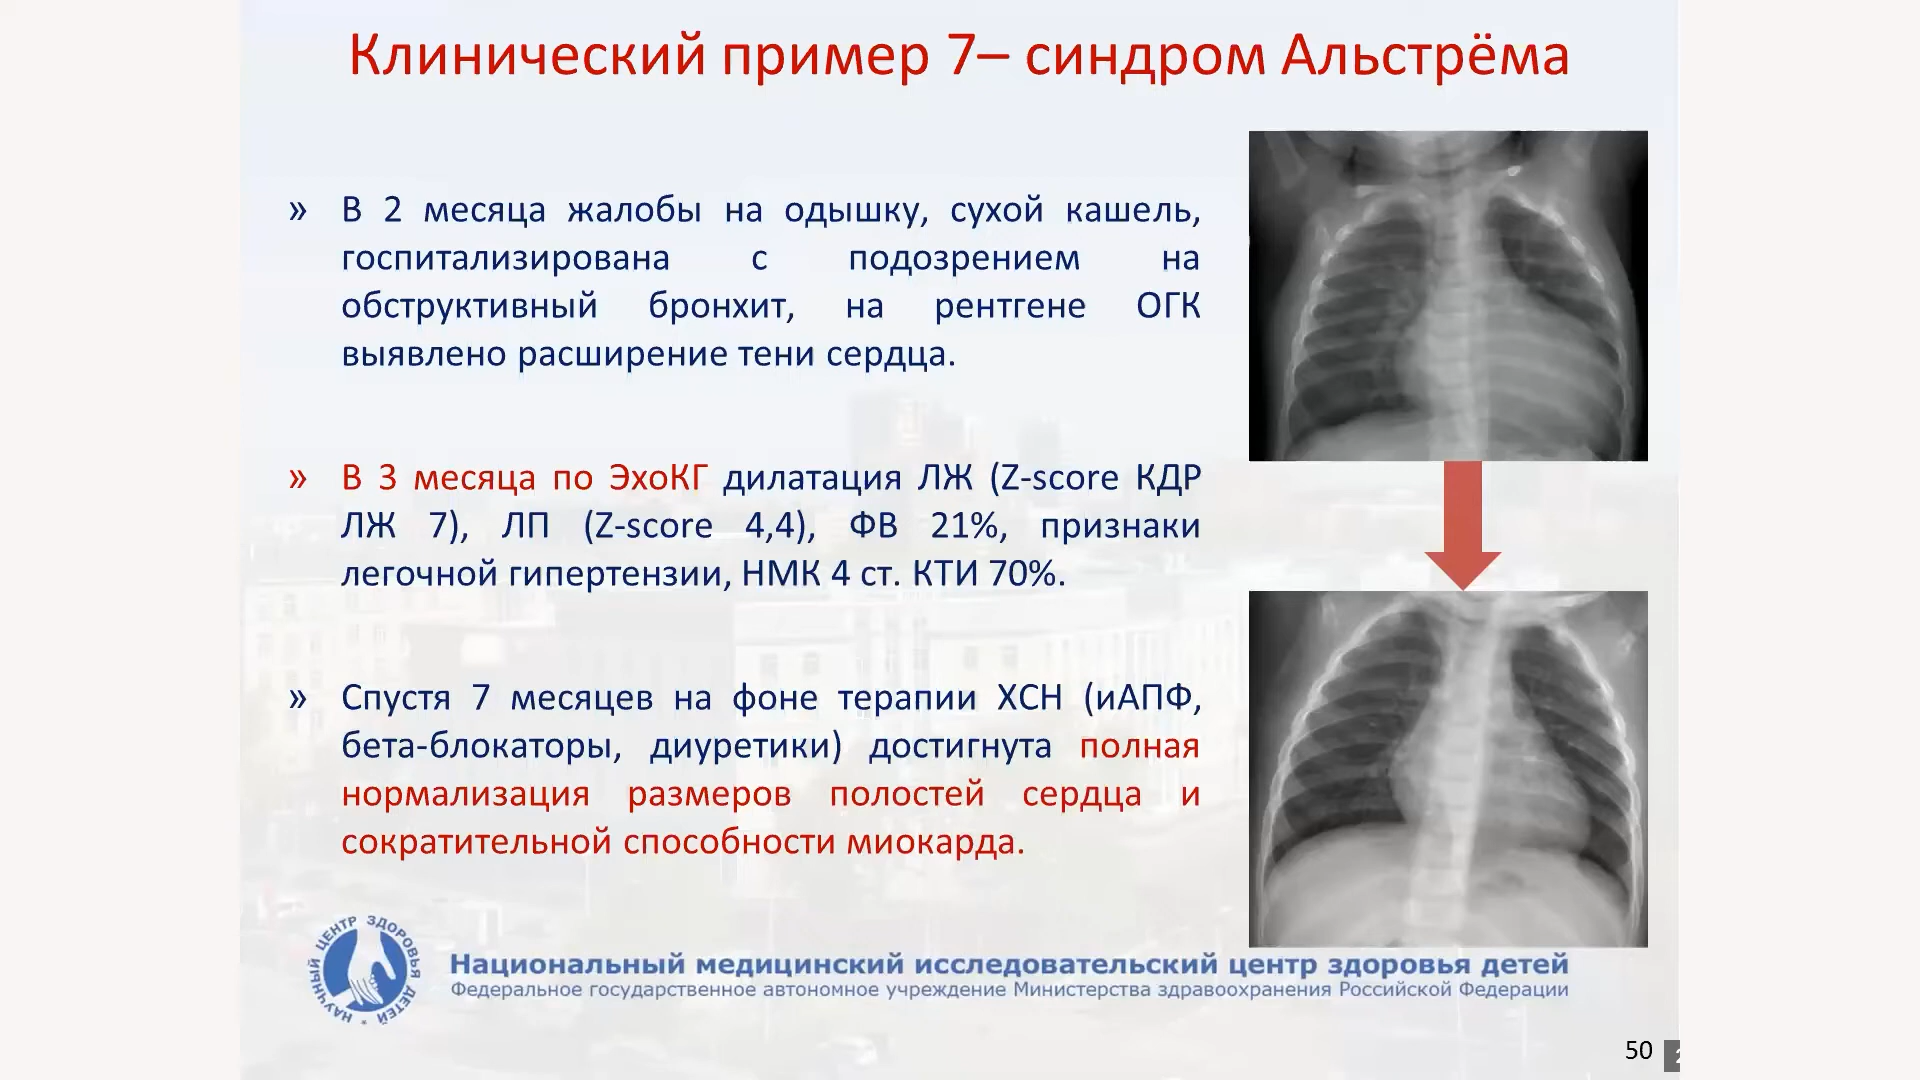 Клинический пример 7– синдром Альстрёма
» В 2 месяца жалобы на одышку, сухой кашель,
госпитализирована с подозрением на
обструктивный бронхит, на рентгене ОГК
выявлено расширение тени сердца.
» В 3 месяца по ЭхоКГ дилатация ЛЖ (Z-score КДР
ЛЖ 7), ЛП (Z-score 4,4), ФВ 21%, признаки
легочной гипертензии, НМК 4 ст. КТИ 70%.
» Спустя 7 месяцев на фоне терапии ХСН (иАПФ,
бета-блокаторы, диуретики) достигнута полная
нормализация размеров полостей сердца и
сократительной способности миокарда.
НАУЧНЫЙ ЦЕНТР ЗДОРОВЬЯ ДЕТЕЙ
Национальный медицинский исследовательский центр здоровья детей
Федеральное государственное автономное учреждение Министерства здравоохранения Российской Федерации
50